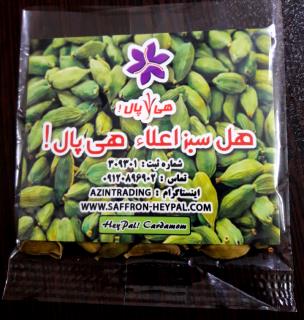 هی پال!
هل سبز اعلاء هی پال!
شماره ثبت : ۳۰۹۳۰۱
تماس : ۰۹۱۲۰۸۹۶۹۰۲
اینستاگرام : AZINTRADING
WWW.SAFFRON-HEYPAL.COM
HeyPal! Cardamom